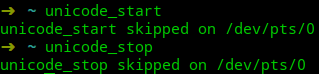 ➜ ~ unicode_start
unicode_start skipped on /dev/pts/0
➜ ~ unicode_stop
unicode_stop skipped on /dev/pts/0